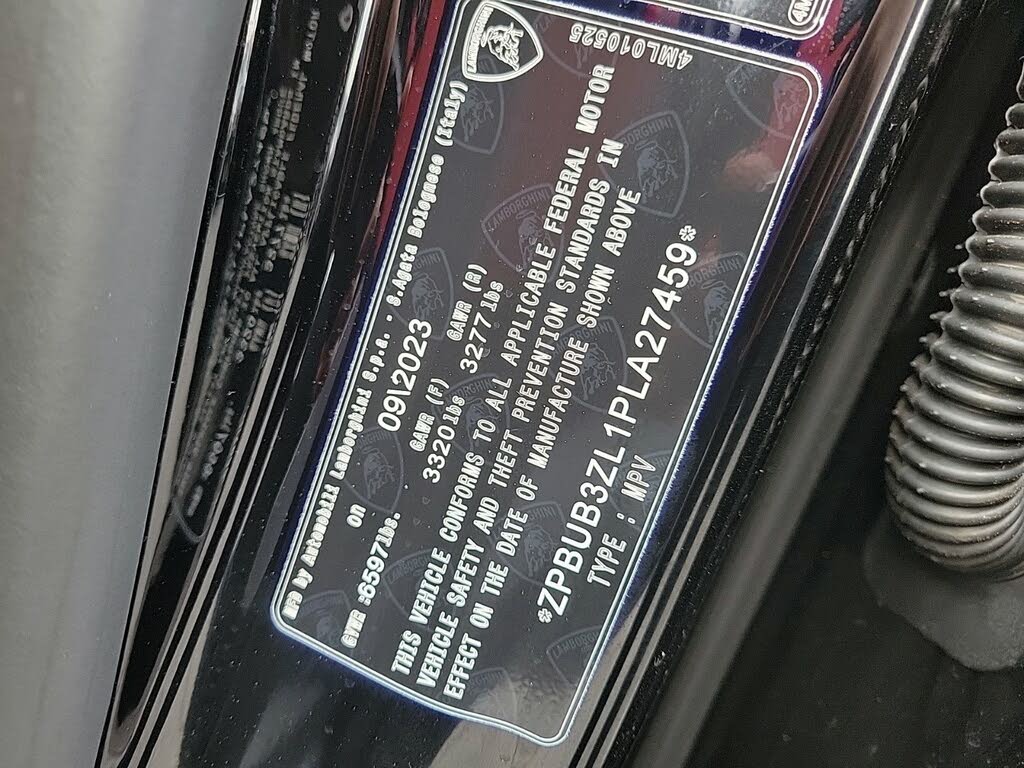 LAMBORGHINI
4ML010525
MFD by Automobili Lamborghini S.p.a. - S.Agata Bolognese (Italy)
on 09\2023
GVWR :6597lbs. GAWR (F) GAWR (R)
3320lbs 3277lbs
THIS VEHICLE CONFORMS TO ALL APPLICABLE FEDERAL MOTOR
VEHICLE SAFETY AND THEFT PREVENTION STANDARDS IN
EFFECT ON THE DATE OF MANUFACTURE SHOWN ABOVE
*ZPBUB3ZL1PLA27459*
TYPE : MPV
4M